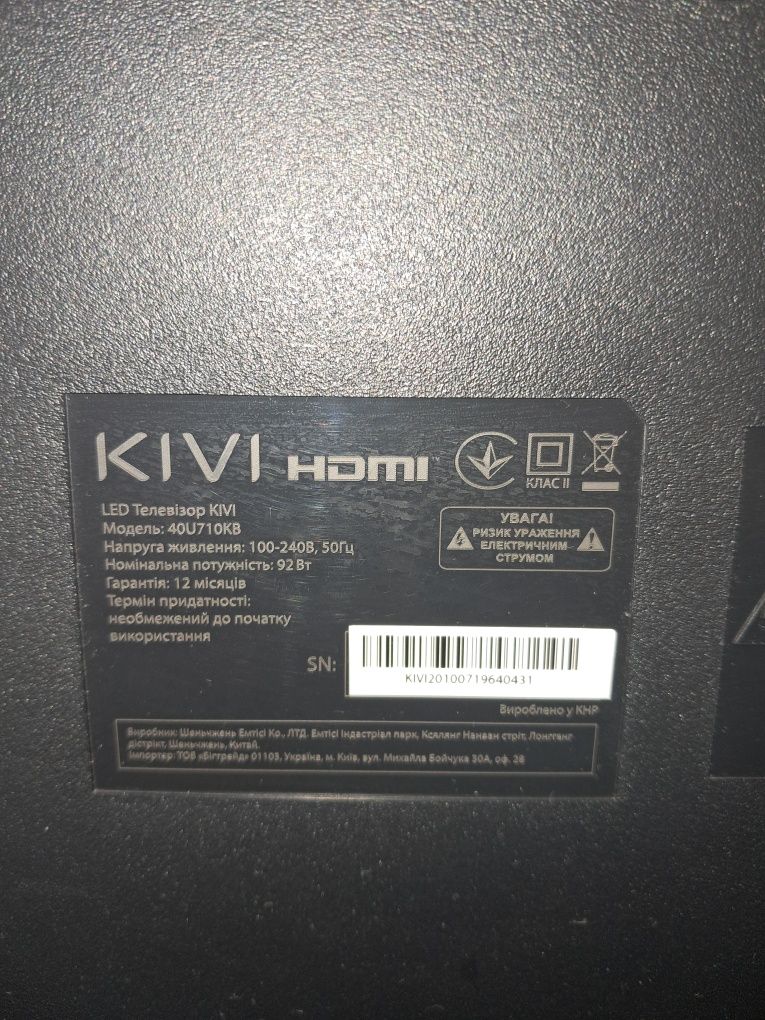 KIVI HDMI
КЛАС II
LED Телевізор KIVI
Модель: 40U710KB
Напруга живлення: 100-240В, 50Гц
Номінальна потужність: 92 Вт
Гарантія: 12 місяців
Термін придатності:
необмежений до початку
використання
УВАГА!
РИЗИК УРАЖЕННЯ
ЕЛЕКТРИЧНИМ
СТРУМОМ
SN:
KIVI20100719640431
Вироблено у КНР
Виробник: Шеньчжень Емтісі Ко., ЛТД. Емтісі Індастріал парк, Ксялянг Нанван стріт, Лонгганг
дістрікт, Шеньчжень, Китай.
Імпортер: ТОВ «Бігтрейд» 01103, Україна, м. Київ, вул. Михайла Бойчука 30А, оф. 28